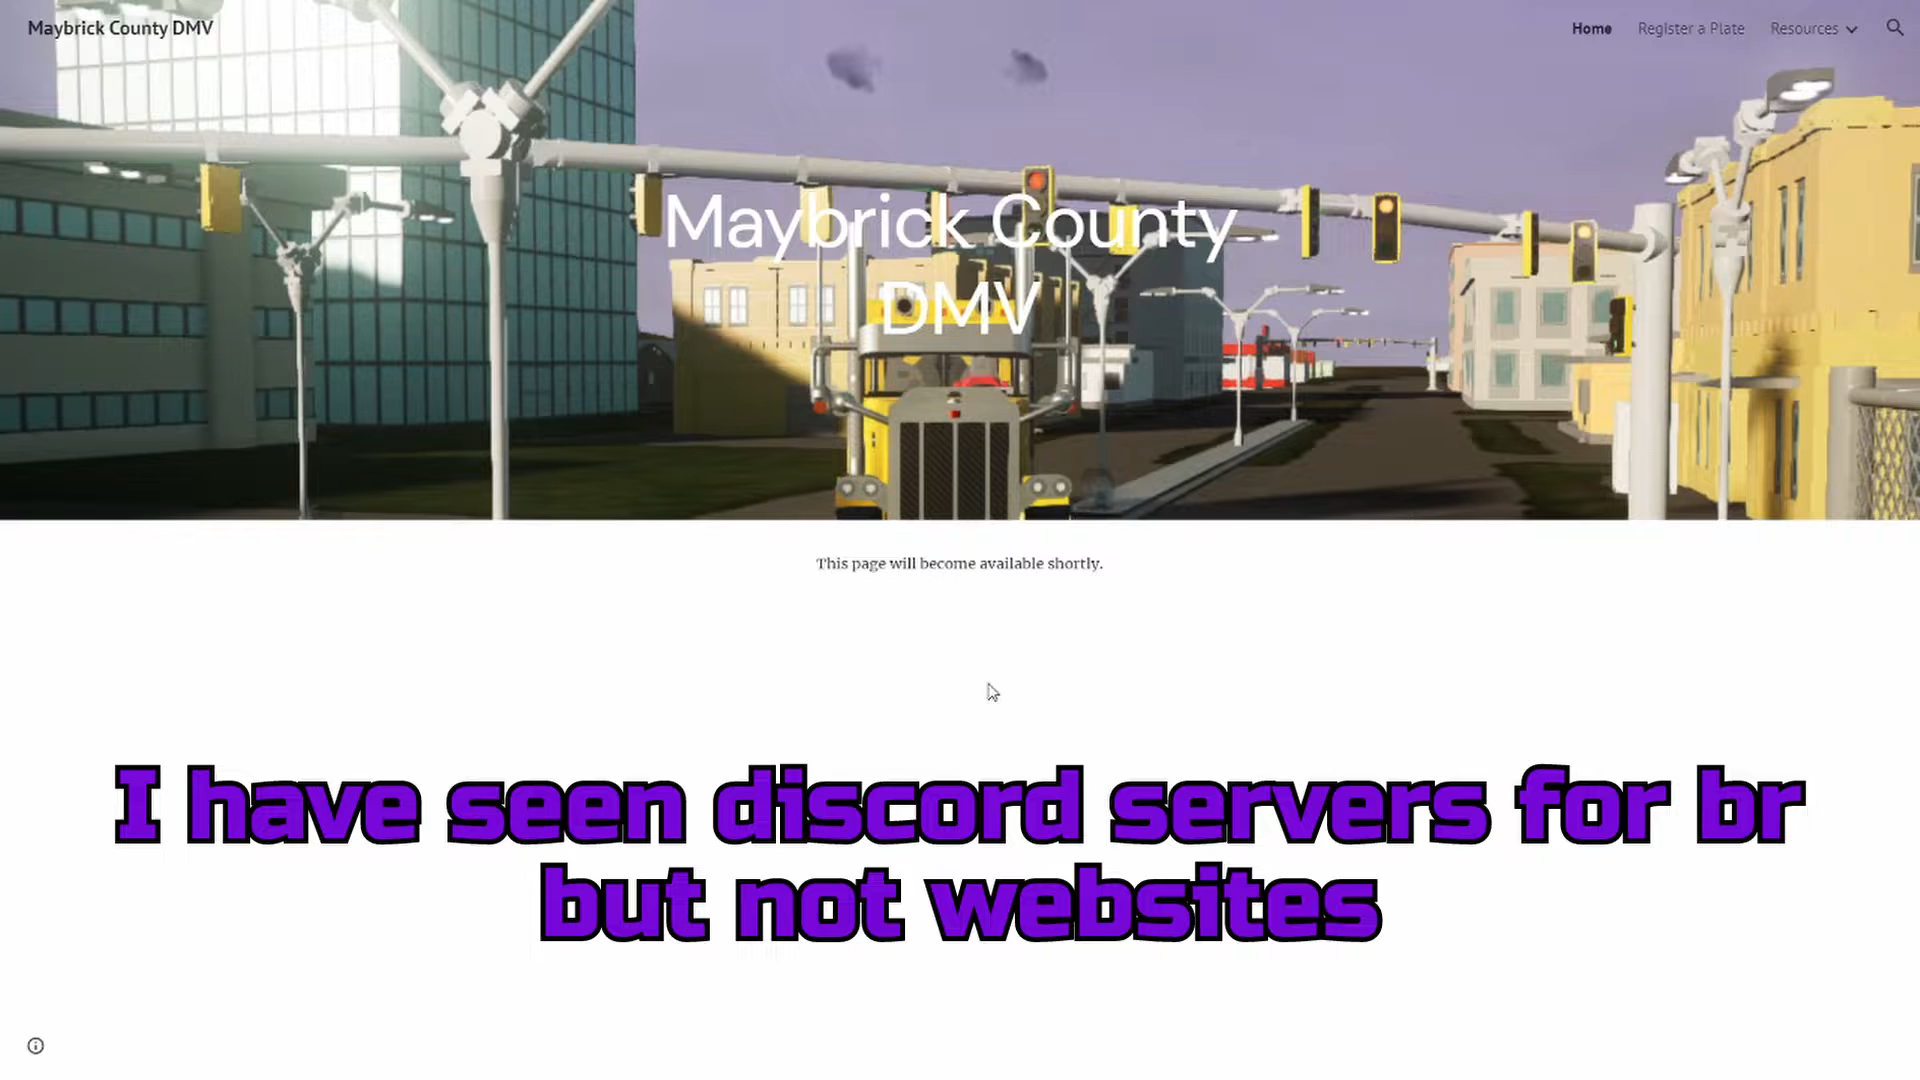 Maybrick County DMV
Home
Register a Plate
Resources
Maybrick County
DMV
This page will become available shortly.
I have seen discord servers for br
but not websites